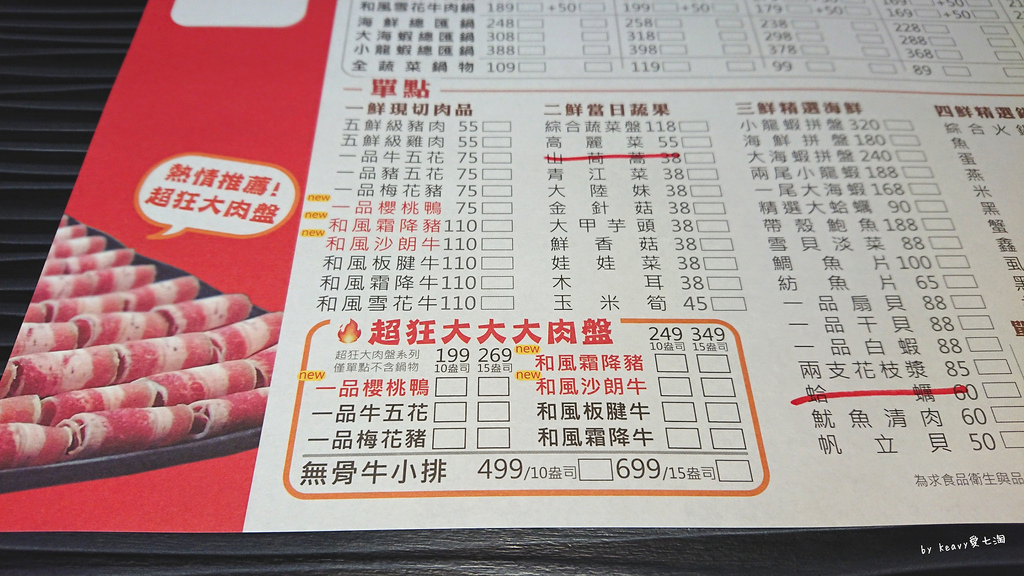 和風雪花牛肉鍋 189 +50 199 +50 179 +50 169 +50
海鮮總匯鍋 248 258 238 228
大海蝦總匯鍋 308 318 298 288
小龍蝦總匯鍋 388 398 378 368
全蔬菜鍋物 109 119 99 89
單點
一鮮現切肉品
五鮮級豬肉 55
五鮮級雞肉 55
一品牛五花 75
一品豬五花 75
一品梅花豬 75
new 一品櫻桃鴨 75
new 和風霜降豬 110
new 和風沙朗牛 110
和風板腱牛 110
和風霜降牛 110
和風雪花牛 110
二鮮當日蔬果
綜合蔬菜盤 118
高麗菜 55
山茼蒿 38
青江菜 38
大陸妹 38
金針菇 38
大甲芋頭 38
鮮香菇 38
娃娃菜 38
木耳 38
玉米筍 45
三鮮精選海鮮
小龍蝦拼盤 320
海鮮拼盤 180
大海蝦拼盤 240
兩尾小龍蝦 188
一尾大海蝦 168
精選大蛤蠣 90
帶殼鮑魚 188
雪貝淡菜 88
鯛魚片 100
魴魚片 65
一品扇貝 88
一品干貝 88
一品白蝦 88
兩支花枝漿 85
蛤蠣 60
魷魚清肉 60
帆立貝 50
四鮮精選
綜合火
魚
蛋
燕
米
黑
蟹
鑫
黑
為求食品衛生與品
熱情推薦!
超狂大肉盤
超狂大大大肉盤
超狂大肉盤系列
僅單點不含鍋物
199 269
10盎司 15盎司
new 一品櫻桃鴨
一品牛五花
一品梅花豬
249 349
10盎司 15盎司
new 和風霜降豬
new 和風沙朗牛
和風板腱牛
和風霜降牛
無骨牛小排 499/10盎司 699/15盎司
by keavy愛七淘